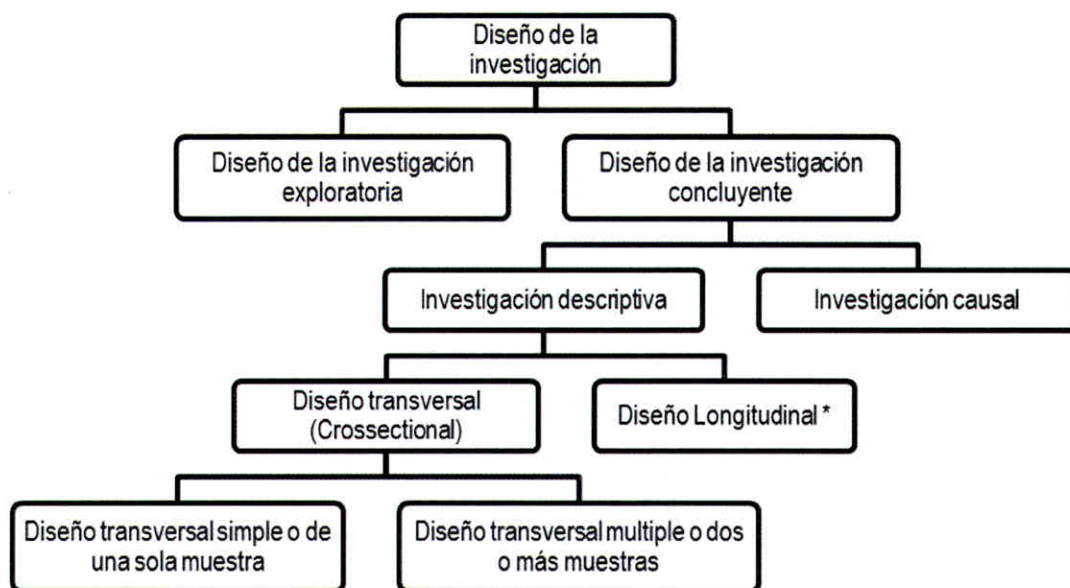 Diseño de la
investigación
Diseño de la investigación
exploratoria
Diseño de la investigación
concluyente
Investigación descriptiva
Investigación causal
Diseño transversal
(Crossectional)
Diseño Longitudinal *
Diseño transversal simple o de
una sola muestra
Diseño transversal multiple o dos
o más muestras